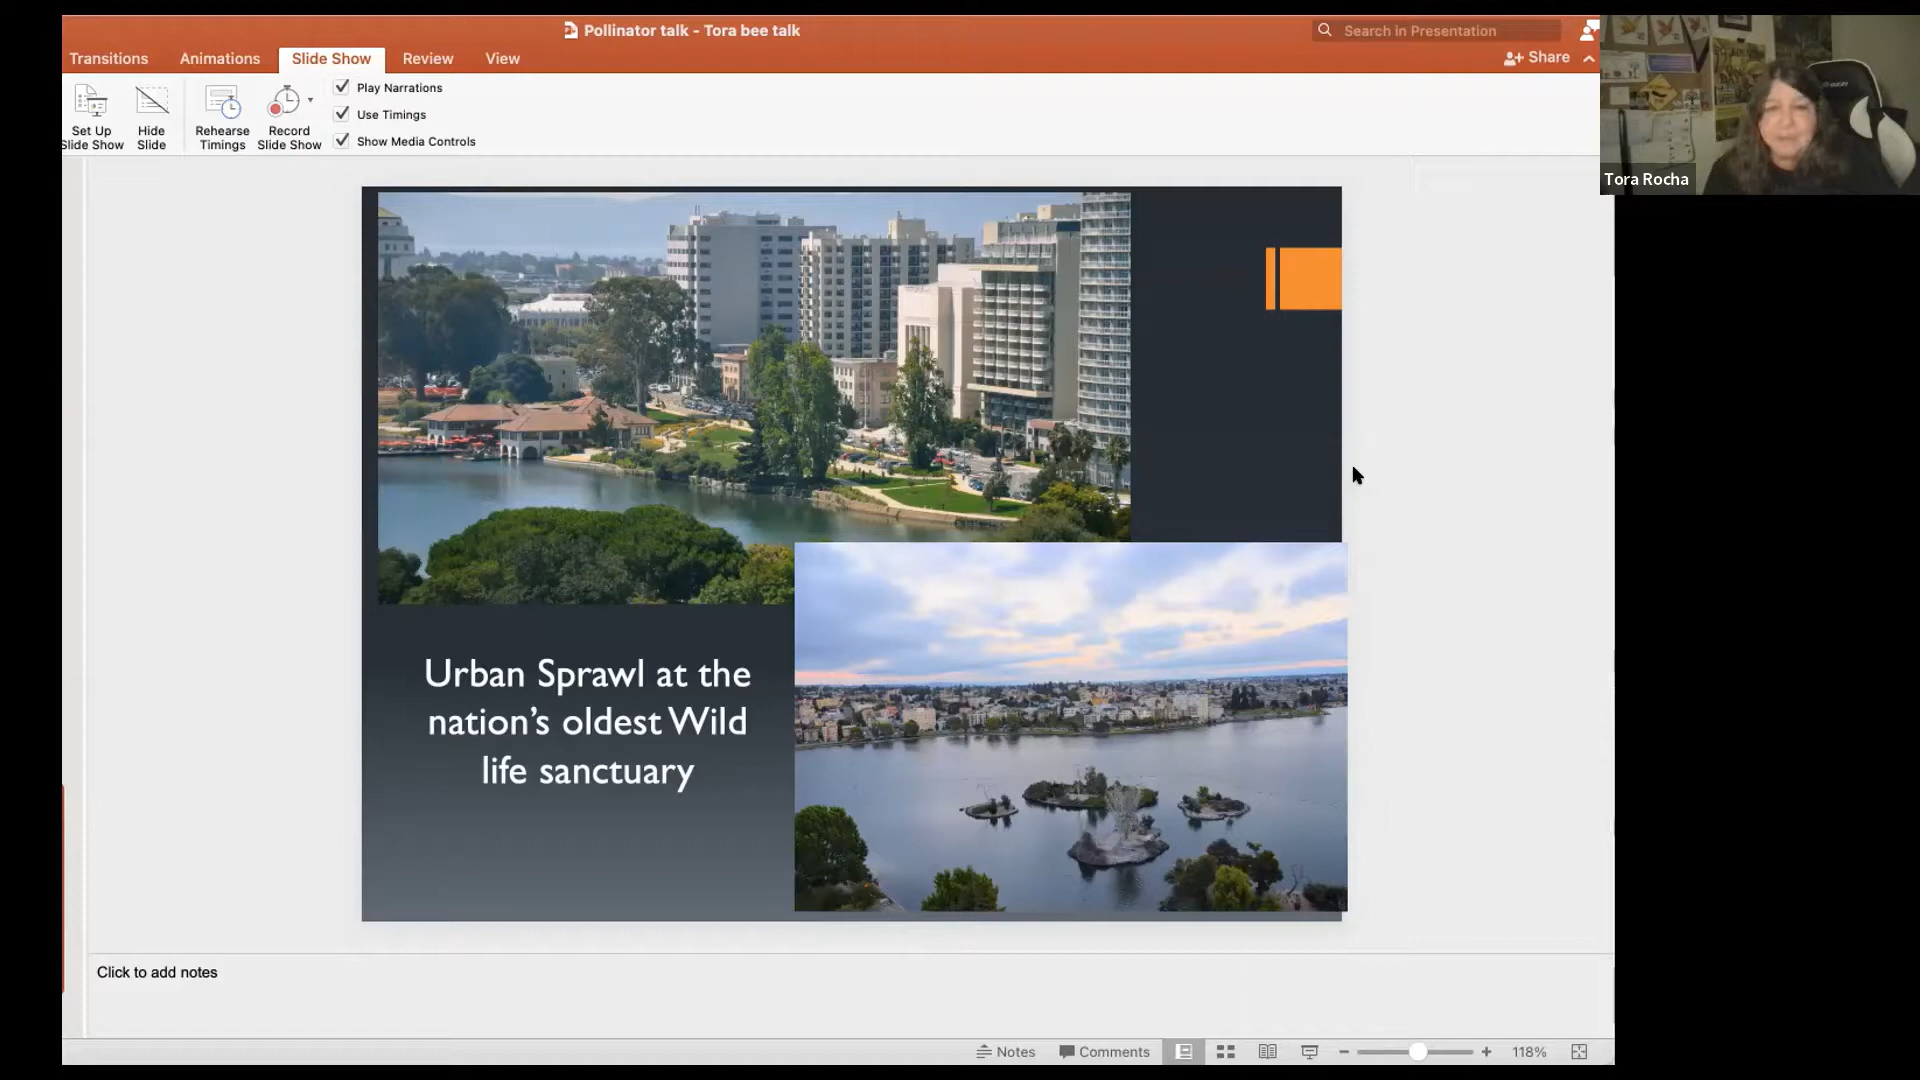 Pollinator talk - Tora bee talk
Search in Presentation
Transitions
Animations
Slide Show
Review
View
Share
Set Up
Slide Show
Hide
Slide
Rehearse
Timings
Record
Slide Show
Play Narrations
Use Timings
Show Media Controls
Tora Rocha
Urban Sprawl at the
nation's oldest Wild
life sanctuary
Click to add notes
Notes
Comments
118%